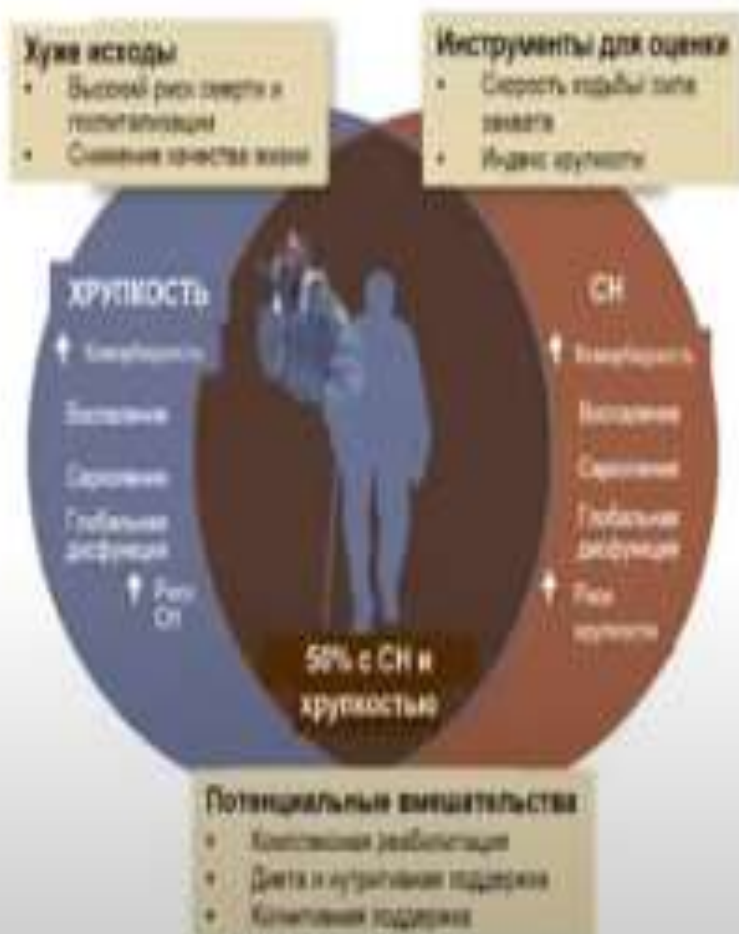 Хуже исходы
• Высокий риск смерти и
госпитализации
• Снижение качества жизни
Инструменты для оценки
• Скорость ходьбы/ сила
захвата
• Индекс хрупкости
ХРУПКОСТЬ
↑ Коморбидность
Воспаление
Саркопения
Глобальная
дисфункция
↑ Риск
СН
СН
↑ Коморбидность
Воспаление
Саркопения
Глобальная
дисфункция
↑ Риск
хрупкости
50% с СН и
хрупкостью
Потенциальные вмешательства
• Комплексная реабилитация
• Диета и нутритивная поддержка
• Когнитивная поддержка